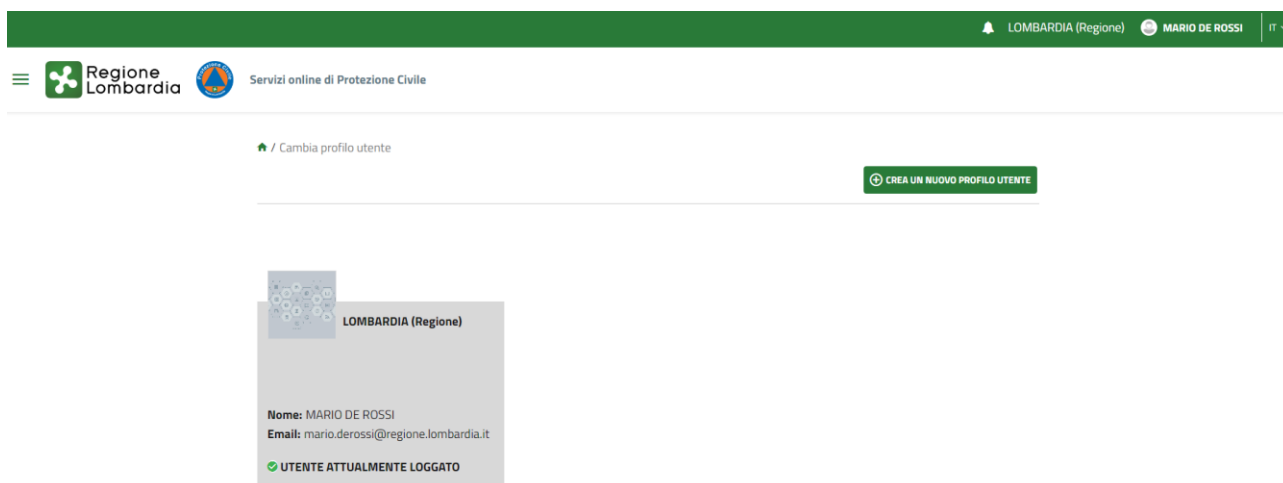 LOMBARDIA (Regione) MARIO DE ROSSI IT
Regione
Lombardia
Servizi online di Protezione Civile
/ Cambia profilo utente
CREA UN NUOVO PROFILO UTENTE
LOMBARDIA (Regione)
Nome: MARIO DE ROSSI
Email: mario.derossi@regione.lombardia.it
UTENTE ATTUALMENTE LOGGATO